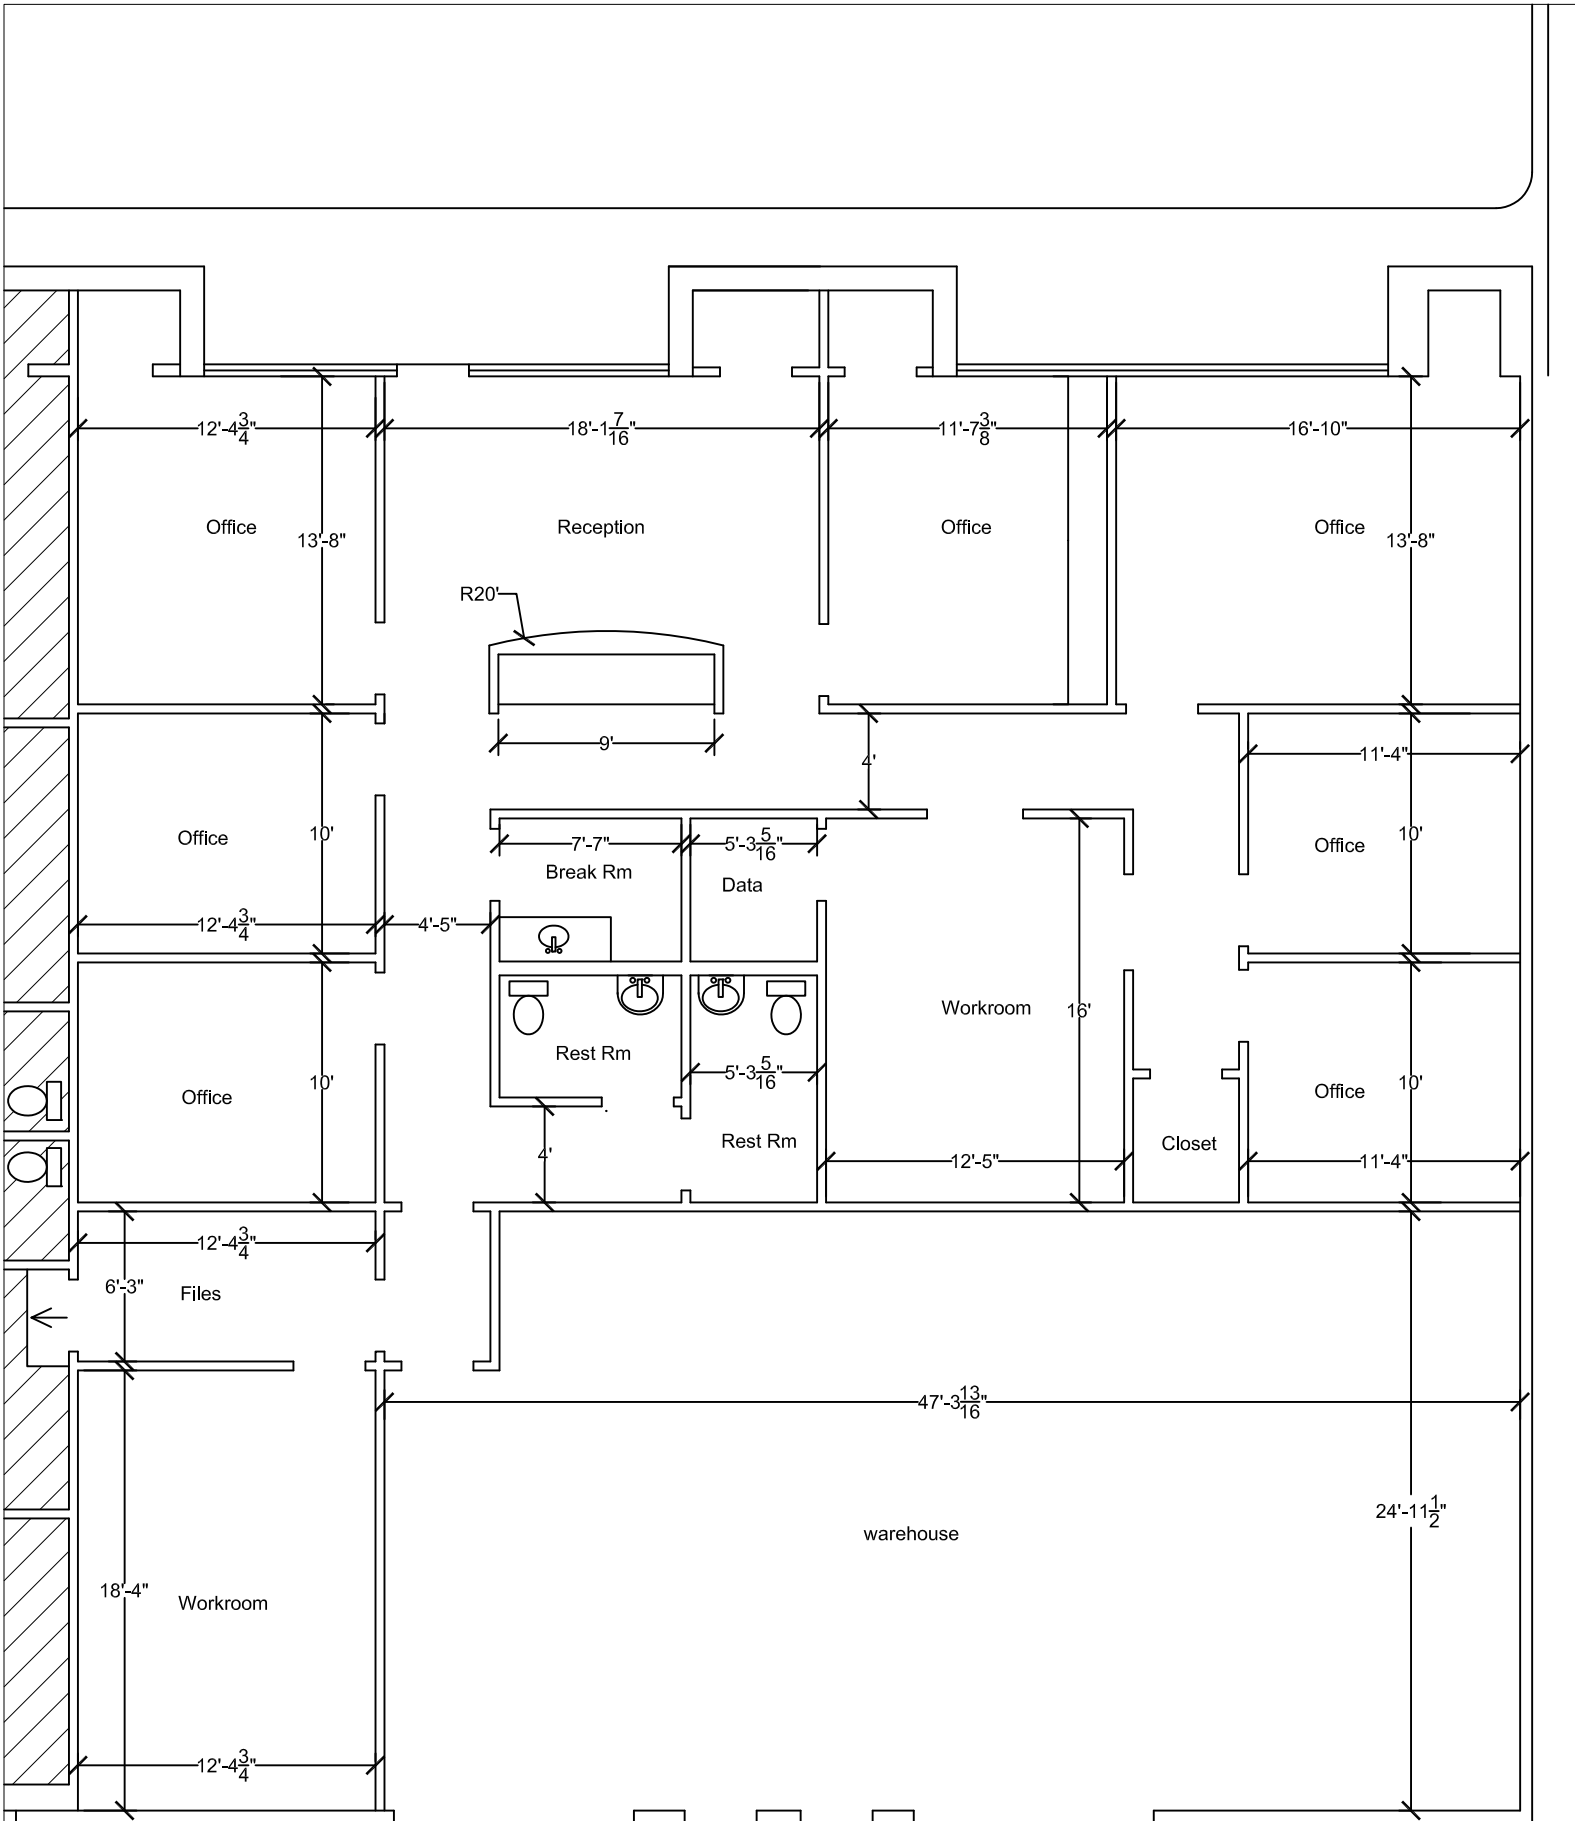 12'-4 3/4"
18'-1 7/16"
11'-7 3/8"
16'-10"
Office
Reception
Office
Office
13'-8"
13'-8"
R20'
9'
4'
11'-4"
Office
10'
7'-7"
5'-3 5/16"
Office
10'
Break Rm
Data
12'-4 3/4"
4'-5"
Workroom
16'
Rest Rm
5'-3 5/16"
Office
10'
Office
10'
4'
Rest Rm
Closet
12'-5"
11'-4"
12'-4 3/4"
6'-3"
Files
47'-3 13/16"
24'-11 1/2"
warehouse
18'-4"
Workroom
12'-4 3/4"